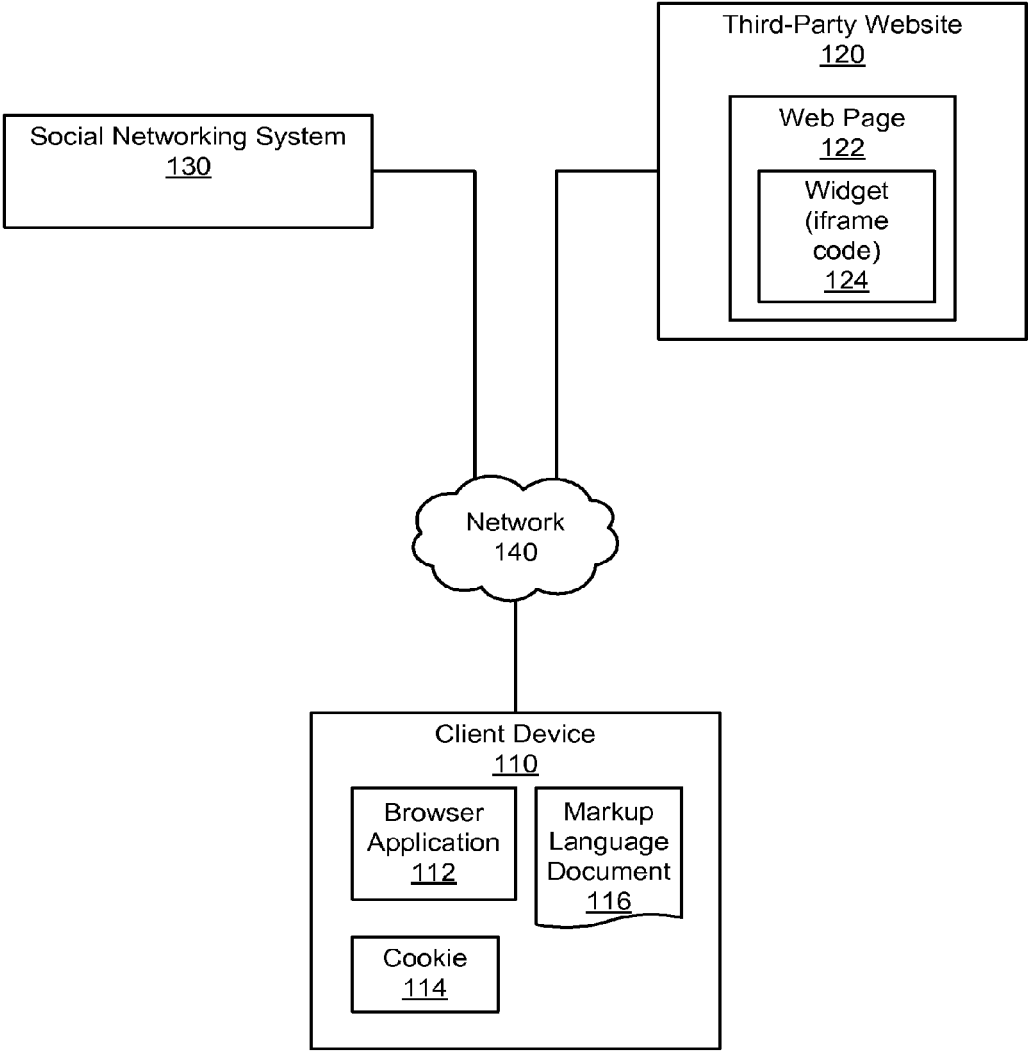 Third-Party Website
120
Web Page
122
Widget
(iframe
code)
124
Social Networking System
130
Network
140
Client Device
110
Browser
Application
112
Markup
Language
Document
116
Cookie
114